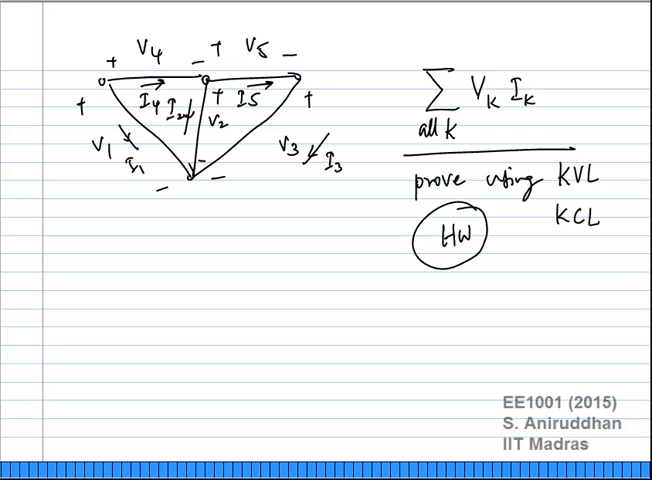 + V4 - + V5 -
+ I4 I2 + I5 +
V1 I1 V2 V3 I3
- - -
∑ Vk Ik
all k
prove using KVL
KCL
HW
EE1001 (2015)
S. Aniruddhan
IIT Madras